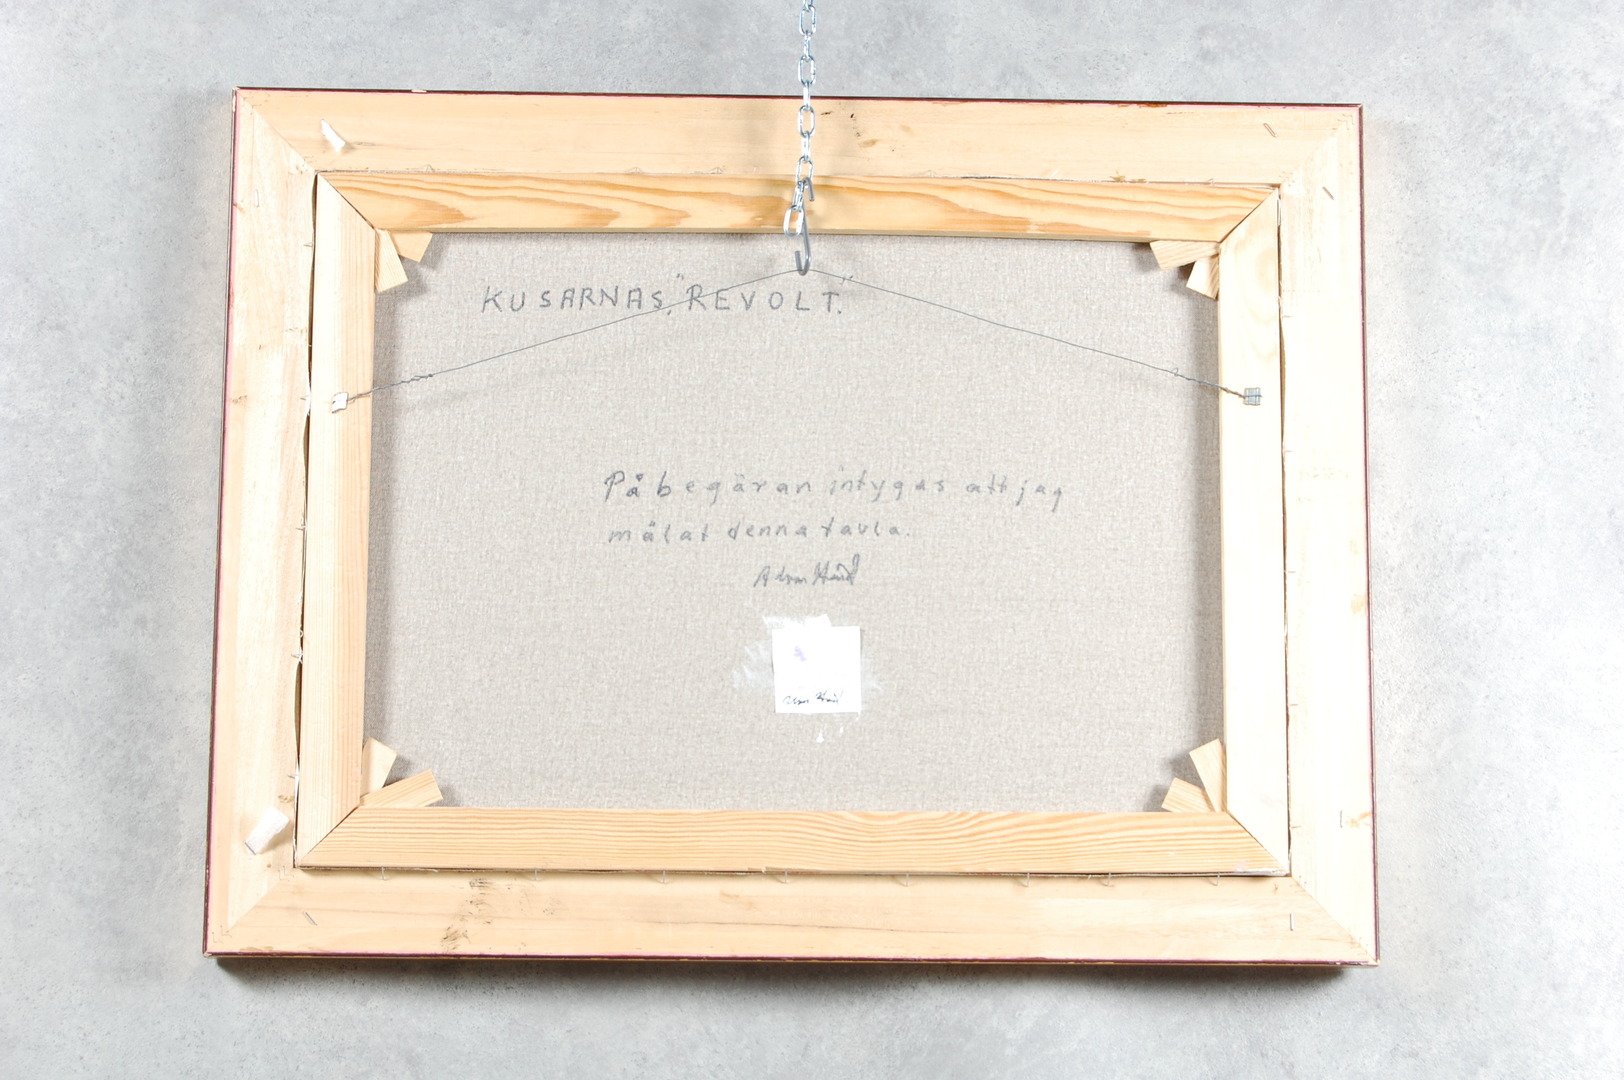 KUSARNAS, "REVOLT."
På begäran intygas att jag
målat denna tavla.